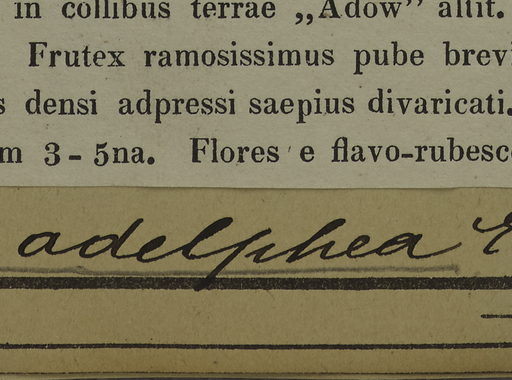 in collibus terrae „Adow” altit.
Frutex ramosissimus pube brevi
s densi adpressi saepius divaricati.
m 3-5na. Flores e flavo-rubesc
adelphea